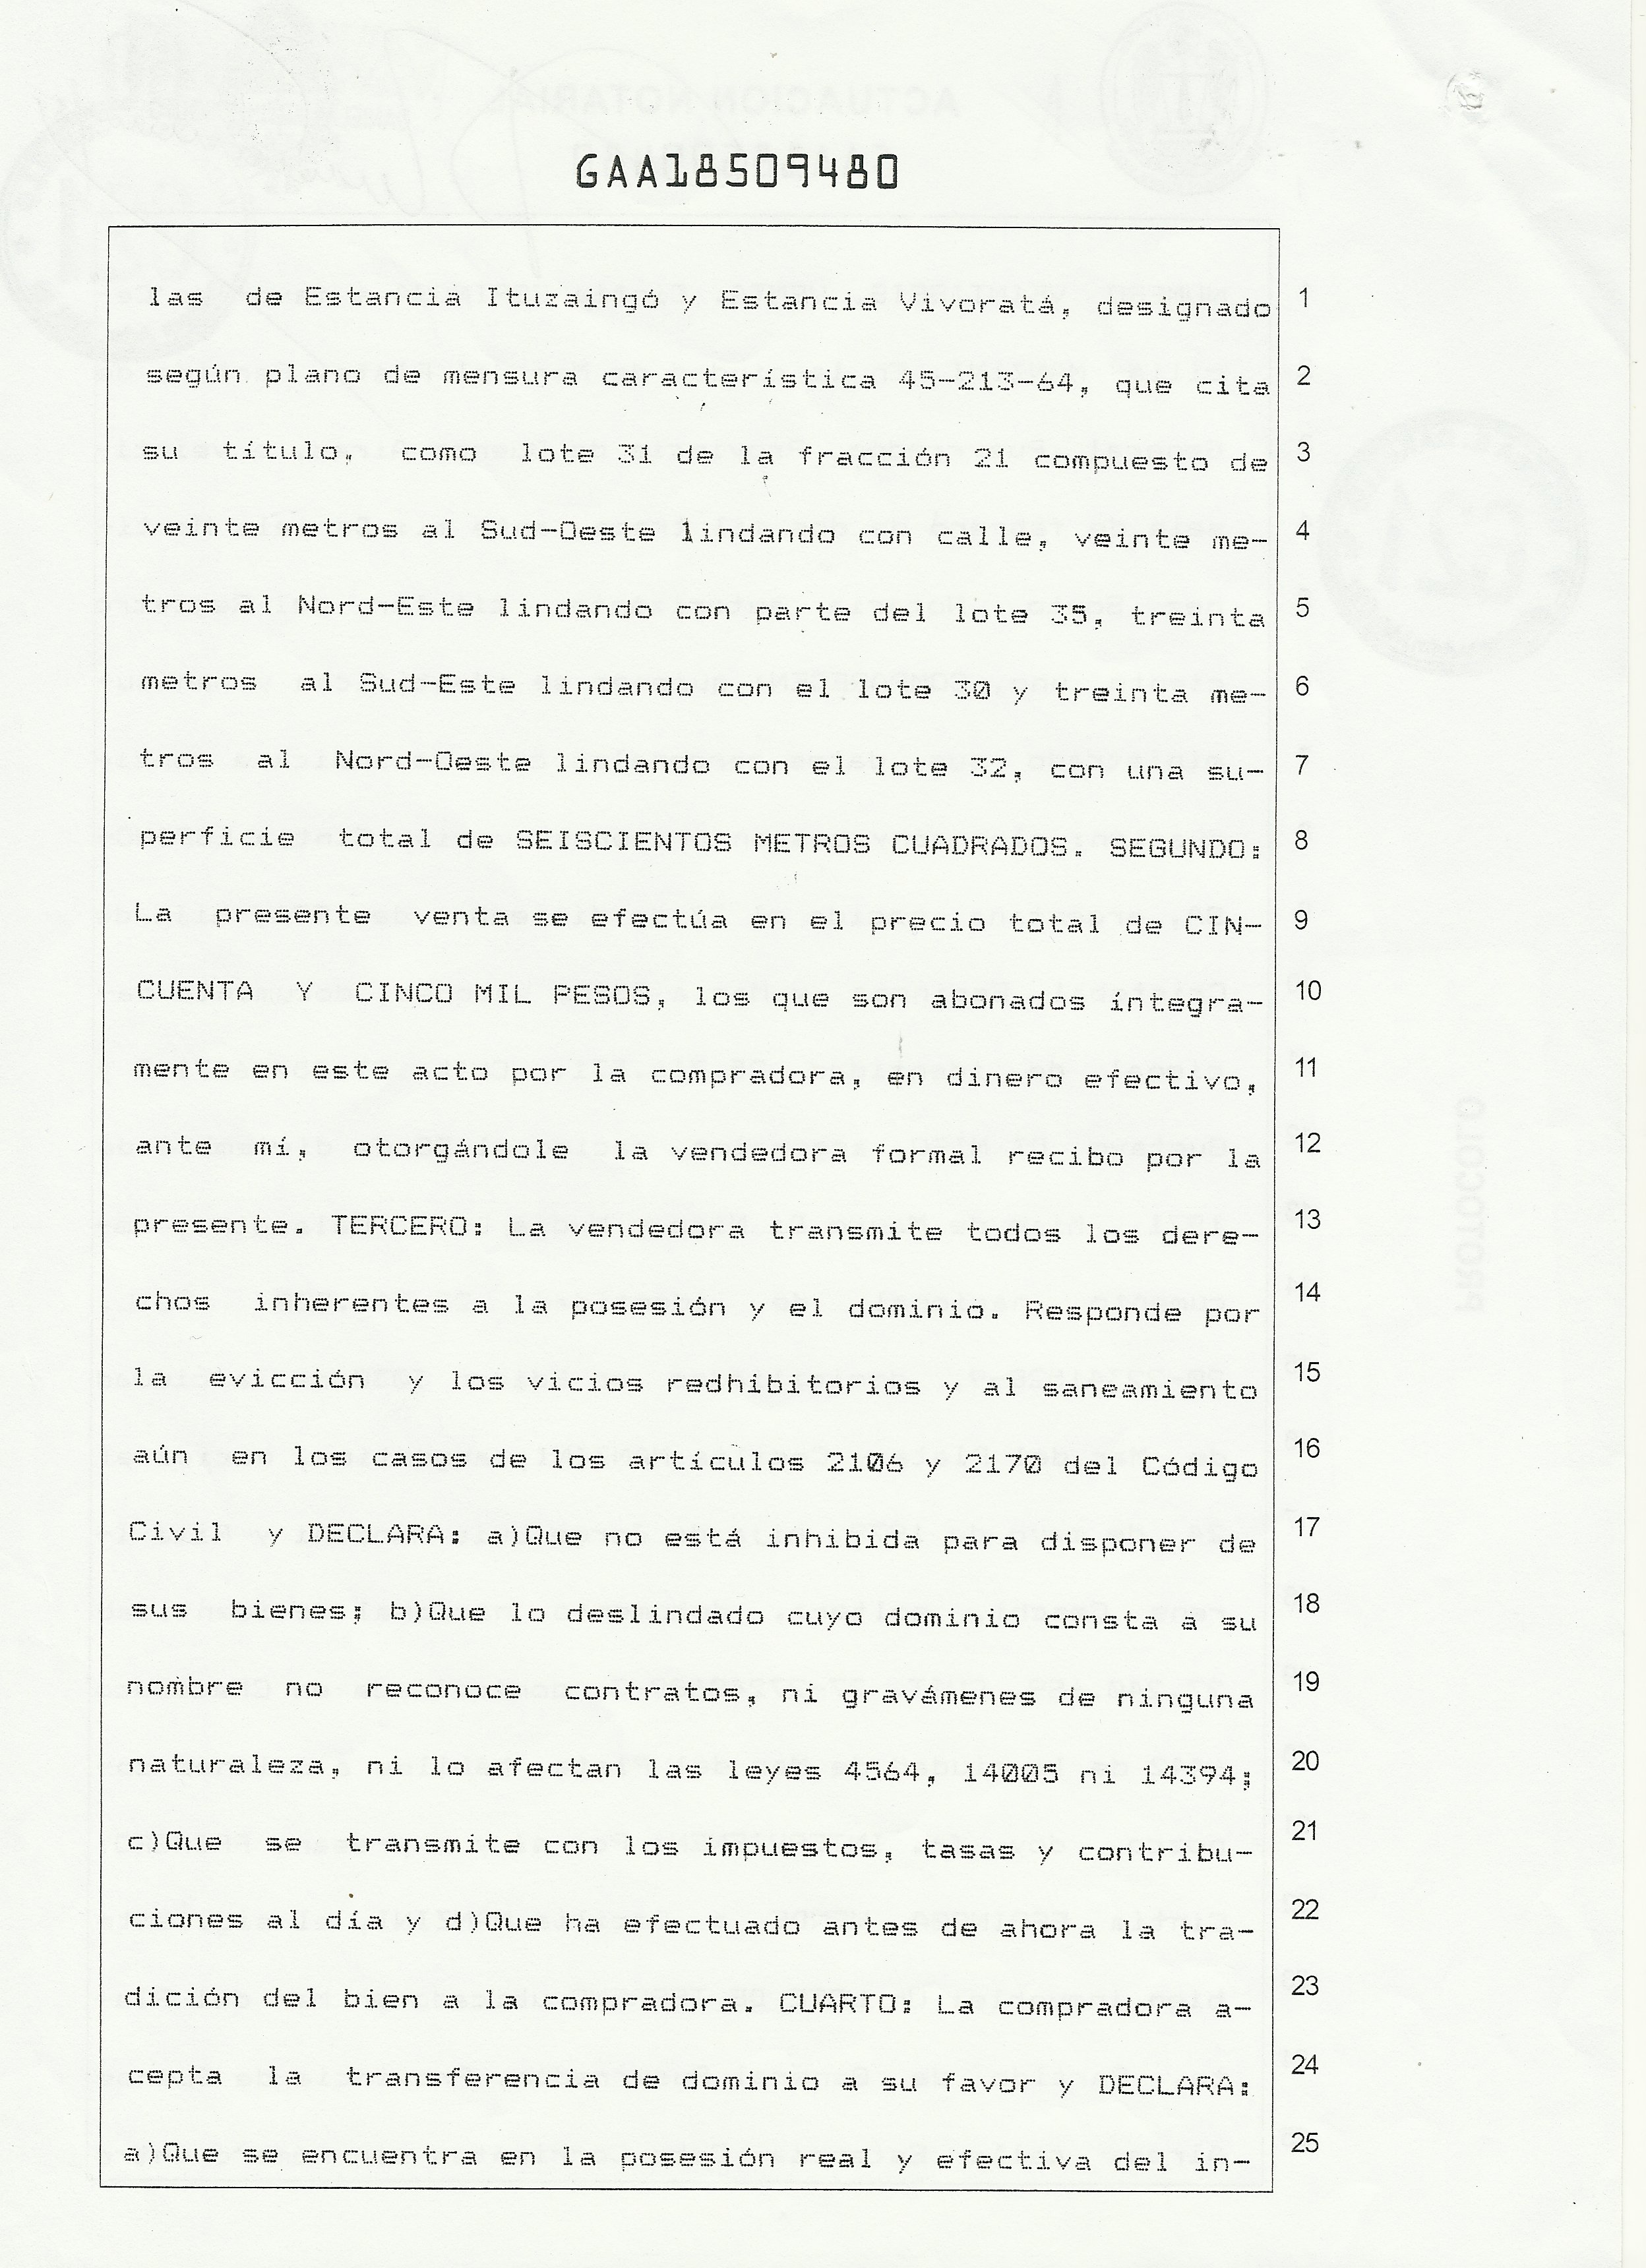 GAA18509480
las de Estancia Ituzaingó y Estancia Vivoratá, designado 1
según plano de mensura característica 45-213-64, que cita 2
su título, como lote 31 de la fracción 21 compuesto de 3
veinte metros al Sud-Oeste lindando con calle, veinte me- 4
tros al Nord-Este lindando con parte del lote 35, treinta 5
metros al Sud-Este lindando con el lote 30 y treinta me- 6
tros al Nord-Oeste lindando con el lote 32, con una su- 7
perficie total de SEISCIENTOS METROS CUADRADOS. SEGUNDO: 8
La presente venta se efectúa en el precio total de CIN- 9
CUENTA Y CINCO MIL PESOS, los que son abonados íntegra- 10
mente en este acto por la compradora, en dinero efectivo, 11
ante mí, otorgándole la vendedora formal recibo por la 12
presente. TERCERO: La vendedora transmite todos los dere- 13
chos inherentes a la posesión y el dominio. Responde por 14
la evicción y los vicios redhibitorios y al saneamiento 15
aún en los casos de los artículos 2106 y 2170 del Código 16
Civil y DECLARA: a)Que no está inhibida para disponer de 17
sus bienes; b)Que lo deslindado cuyo dominio consta a su 18
nombre no reconoce contratos, ni gravámenes de ninguna 19
naturaleza, ni lo afectan las leyes 4564, 14005 ni 14394; 20
c)Que se transmite con los impuestos, tasas y contribu- 21
ciones al día y d)Que ha efectuado antes de ahora la tra- 22
dición del bien a la compradora. CUARTO: La compradora a- 23
cepta la transferencia de dominio a su favor y DECLARA: 24
a)Que se encuentra en la posesión real y efectiva del in- 25